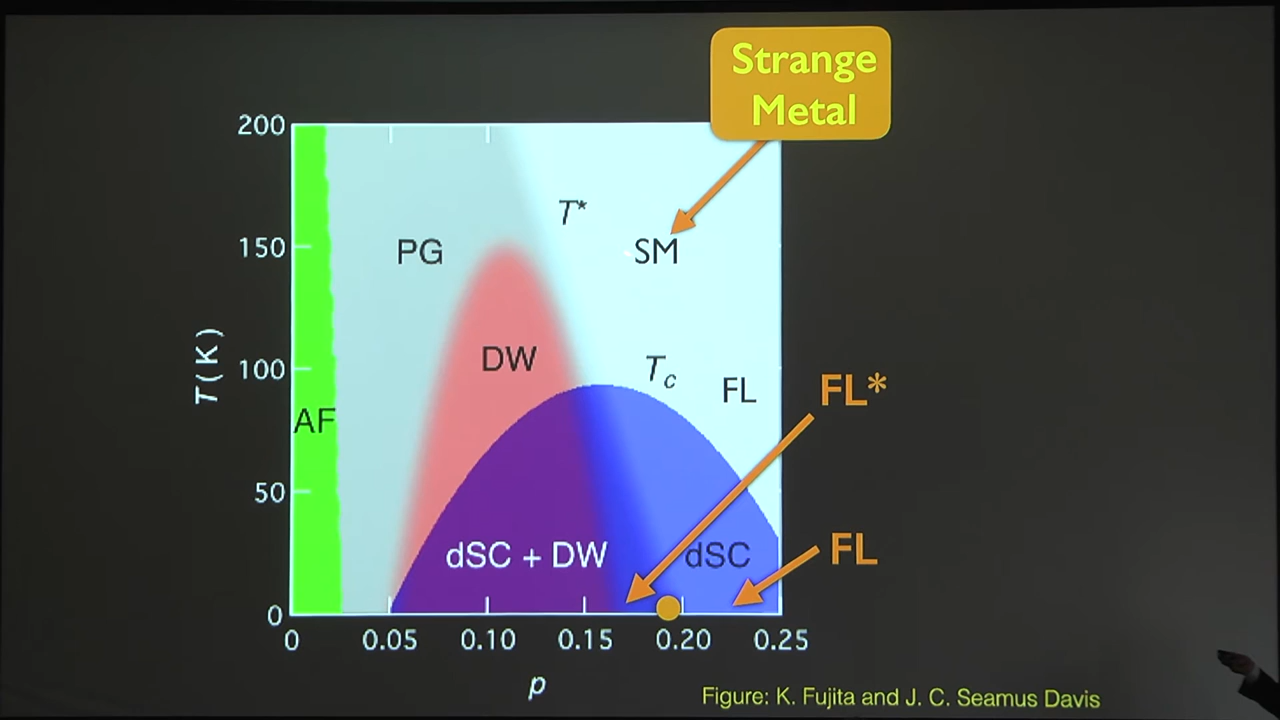 Strange
Metal
200
150
100
50
0
T(K)
T*
PG
SM
DW
Tc
FL
AF
FL*
dSC + DW
dSC
FL
0
0.05
0.10
0.15
0.20
0.25
p
Figure: K. Fujita and J. C. Seamus Davis